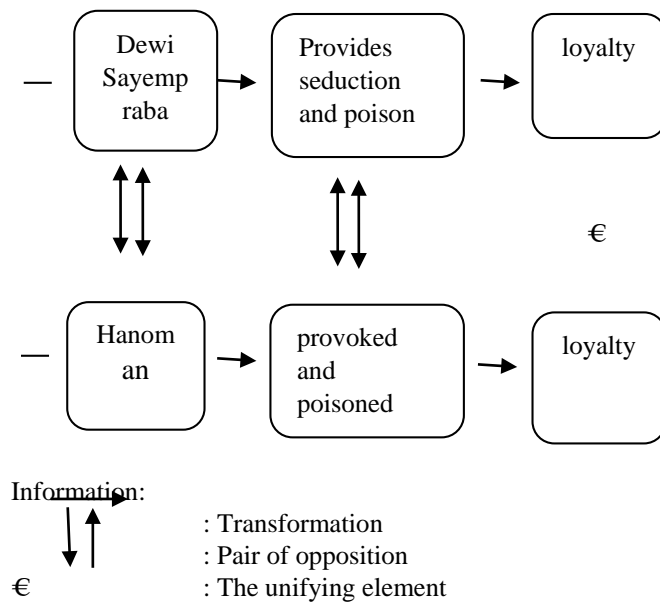 Dewi
Sayemp
raba
Provides
seduction
and poison
loyalty
€
Hanom
an
provoked
and
poisoned
loyalty
Information:
: Transformation
: Pair of opposition
€ : The unifying element